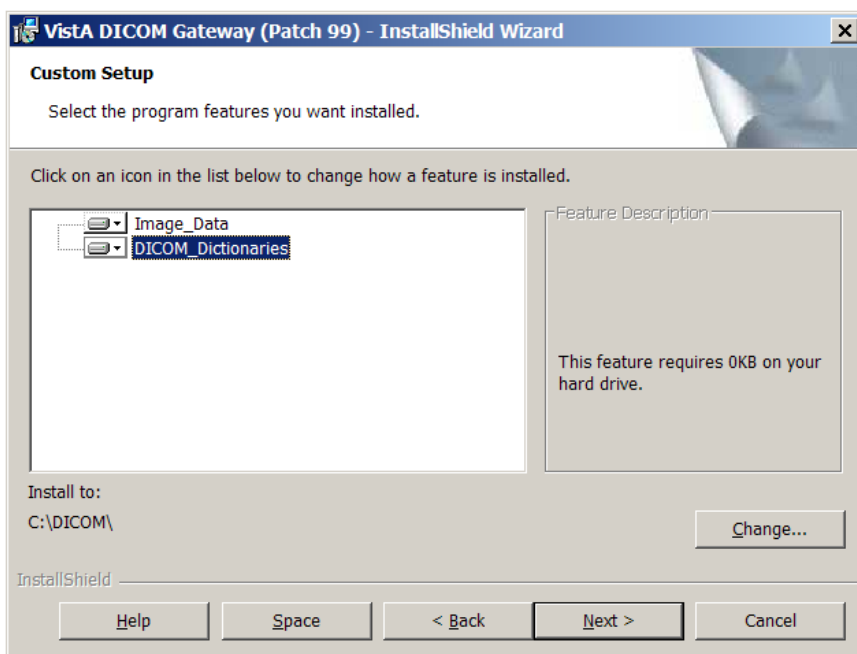 VistA DICOM Gateway (Patch 99) - InstallShield Wizard
Custom Setup
Select the program features you want installed.
Click on an icon in the list below to change how a feature is installed.
Image_Data
DICOM_Dictionaries
Feature Description
This feature requires 0KB on your
hard drive.
Install to:
C:\DICOM\
Change...
InstallShield
Help
Space
< Back
Next >
Cancel